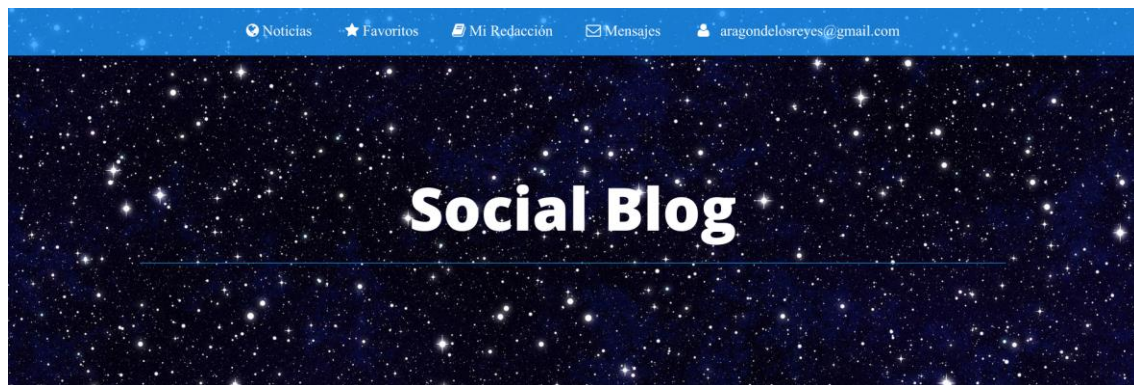 Noticias Favoritos Mi Redacción Mensajes aragondelosreyes@gmail.com
Social Blog